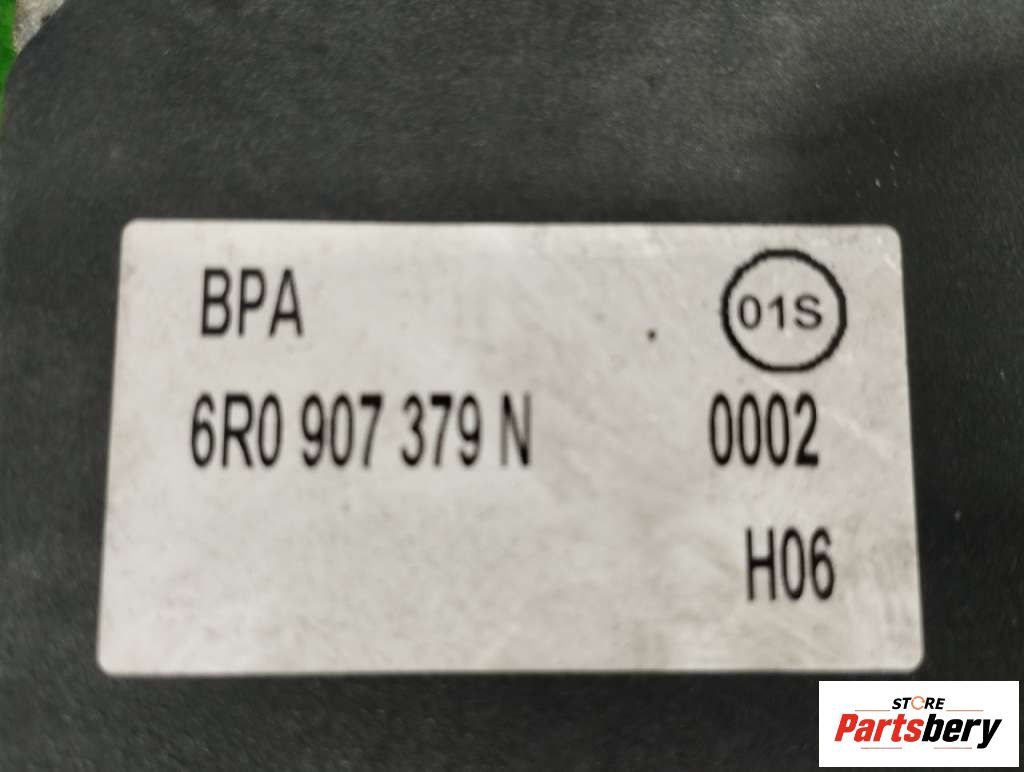 BPA 01S
6R0 907 379 N 0002
H06
STORE
Partsbery